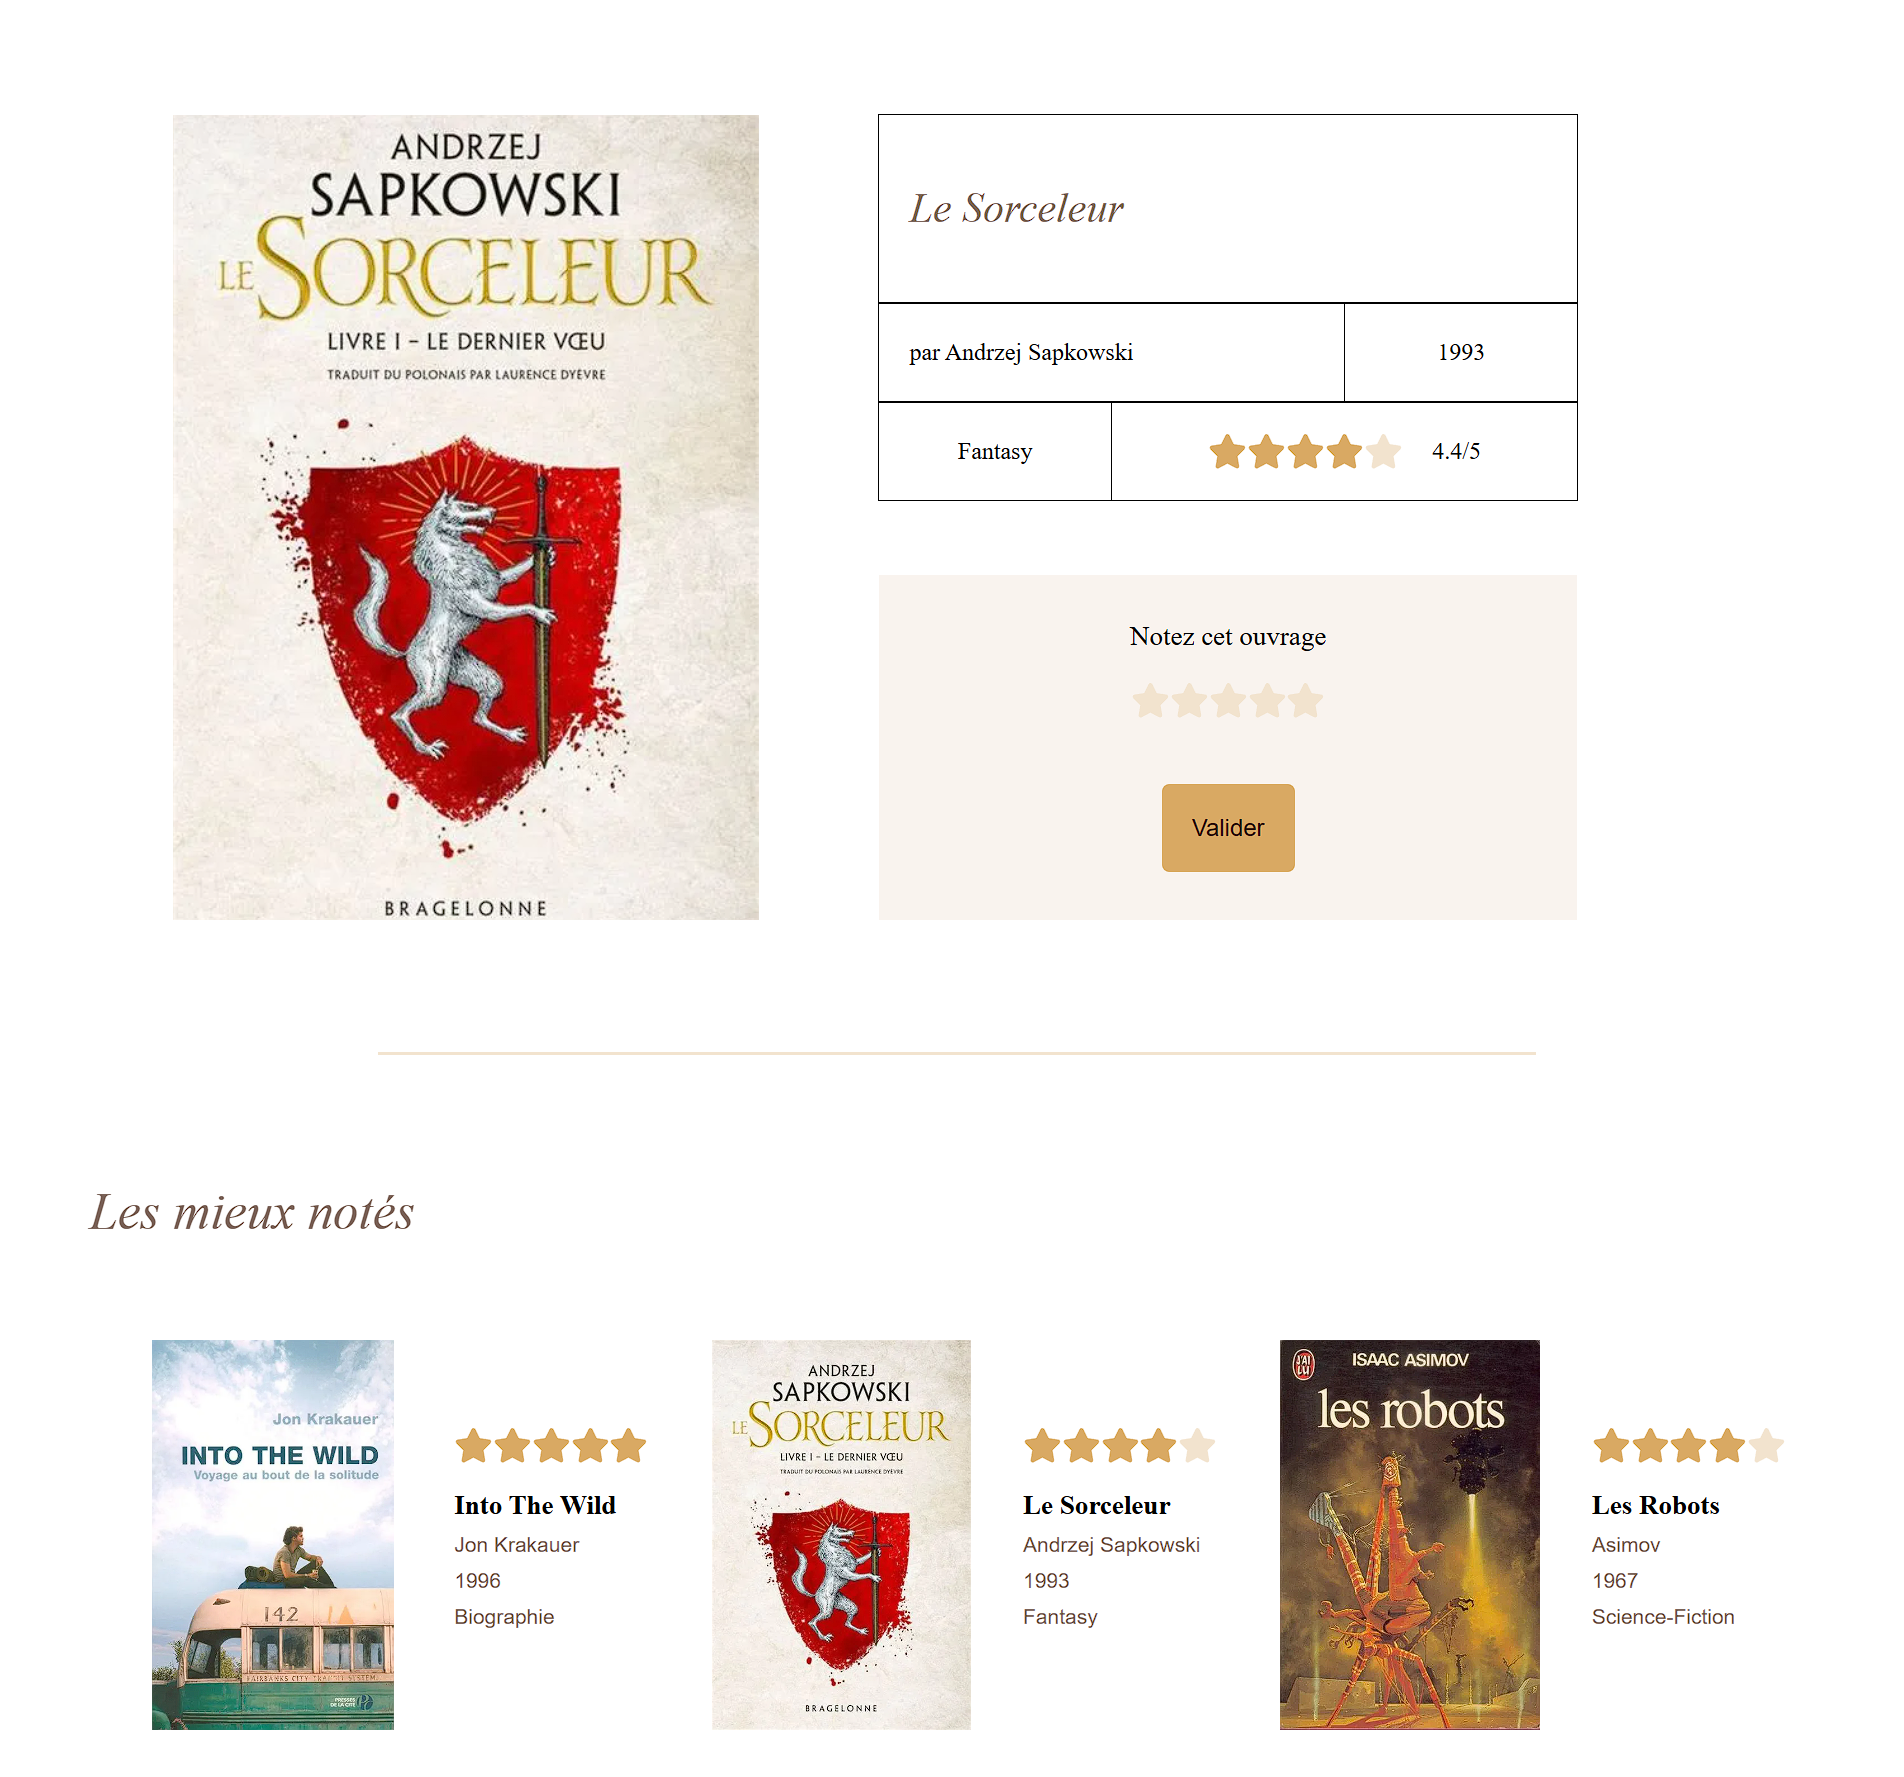 ANDRZEJ
SAPKOWSKI
LE SORCELEUR
LIVRE I – LE DERNIER VŒU
TRADUIT DU POLONAIS PAR LAURENCE DYÈVRE
BRAGELONNE
Le Sorceleur
par Andrzej Sapkowski
1993
Fantasy
4.4/5
Notez cet ouvrage
Valider
Les mieux notés
Jon Krakauer
INTO THE WILD
Voyage au bout de la solitude
142
FAIRBANKS CITY TRANSIT SYSTEM
PRESSES
DE LA CITÉ
Into The Wild
Jon Krakauer
1996
Biographie
ANDRZEJ
SAPKOWSKI
LE SORCELEUR
LIVRE I – LE DERNIER VŒU
TRADUIT DU POLONAIS PAR LAURENCE DYÈVRE
BRAGELONNE
Le Sorceleur
Andrzej Sapkowski
1993
Fantasy
J'AI
LU
ISAAC ASIMOV
les robots
Les Robots
Asimov
1967
Science-Fiction